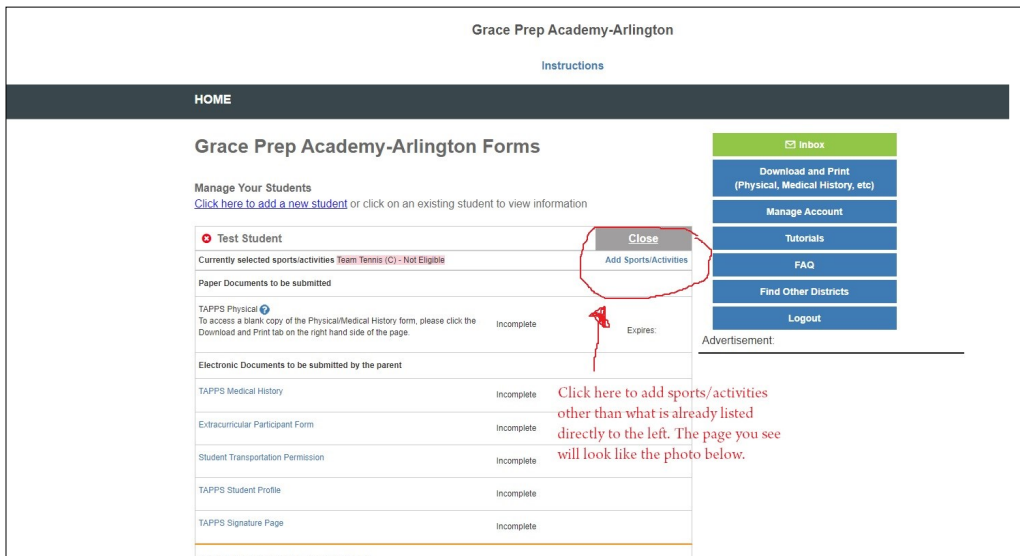 Grace Prep Academy-Arlington
Instructions
HOME
Grace Prep Academy-Arlington Forms
Manage Your Students
Click here to add a new student or click on an existing student to view information
Test Student
Close
Currently selected sports/activities Team Tennis (C) - Not Eligible
Add Sports/Activities
Paper Documents to be submitted
TAPPS Physical ?
To access a blank copy of the Physical/Medical History form, please click the
Download and Print tab on the right hand side of the page.
Incomplete
Expires:
Electronic Documents to be submitted by the parent
TAPPS Medical History
Incomplete
Extracurricular Participant Form
Incomplete
Student Transportation Permission
Incomplete
TAPPS Student Profile
Incomplete
TAPPS Signature Page
Incomplete
Click here to add sports/activities
other than what is already listed
directly to the left. The page you see
will look like the photo below.
Inbox
Download and Print
(Physical, Medical History, etc)
Manage Account
Tutorials
FAQ
Find Other Districts
Logout
Advertisement: